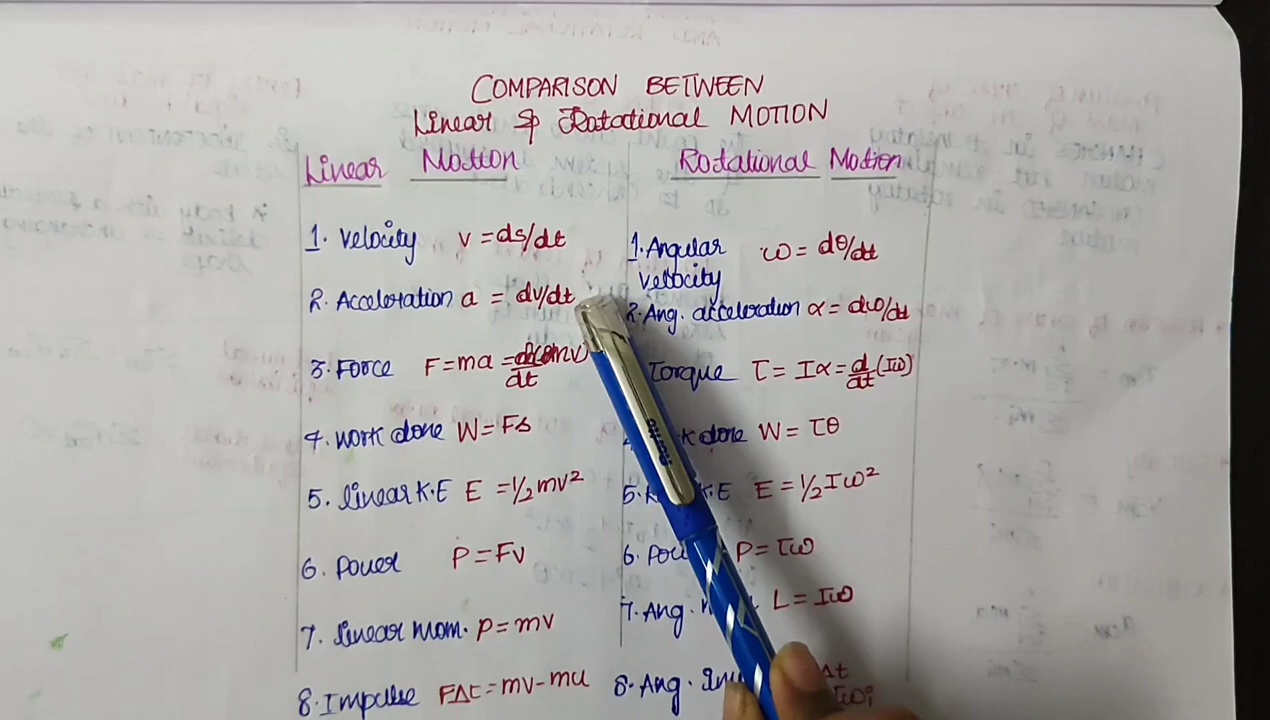 COMPARISON BETWEEN
Linear & Rotational MOTION
Linear Motion
1. Velocity v = ds/dt
2. Acceleration a = dv/dt
3. Force F = ma = d(mv)/dt
4. Work done W = Fs
5. Linear K.E E = 1/2 mv²
6. Power P = Fv
7. Linear mom. P = mv
8. Impulse FΔt = mv - mu
Rotational Motion
1. Angular ω = dθ/dt
velocity
2. Ang. acceleration α = dω/dt
Torque τ = Iα = d/dt (Iω)
done W = τθ
5. K.E E = 1/2 Iω²
6. P = τω
7. Ang. L = Iω
8. Ang. Δt
Iωi